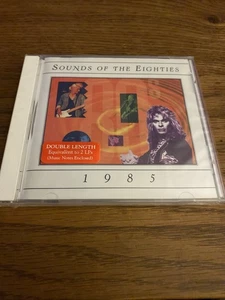 SOUNDS OF THE EIGHTIES
DOUBLE LENGTH
Equivalent to 2 LPs
(Music Notes Enclosed)
1985